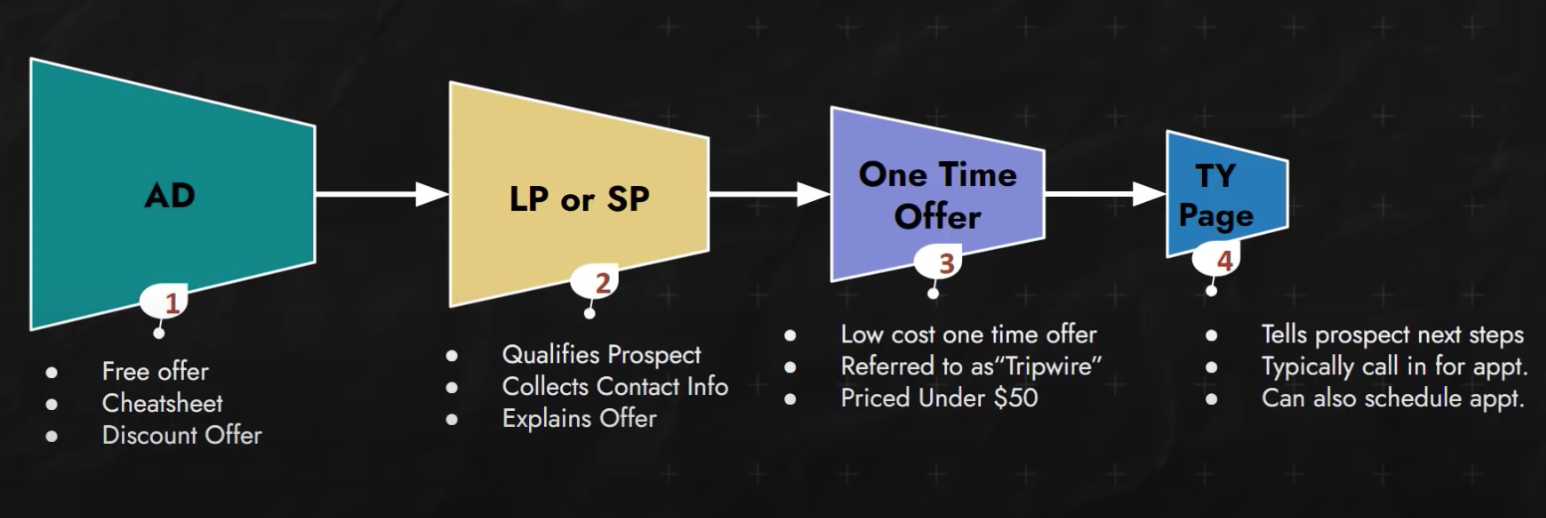 AD
1
Free offer
Cheatsheet
Discount Offer
LP or SP
2
Qualifies Prospect
Collects Contact Info
Explains Offer
One Time
Offer
3
Low cost one time offer
Referred to as“Tripwire”
Priced Under $50
TY
Page
4
Tells prospect next steps
Typically call in for appt.
Can also schedule appt.